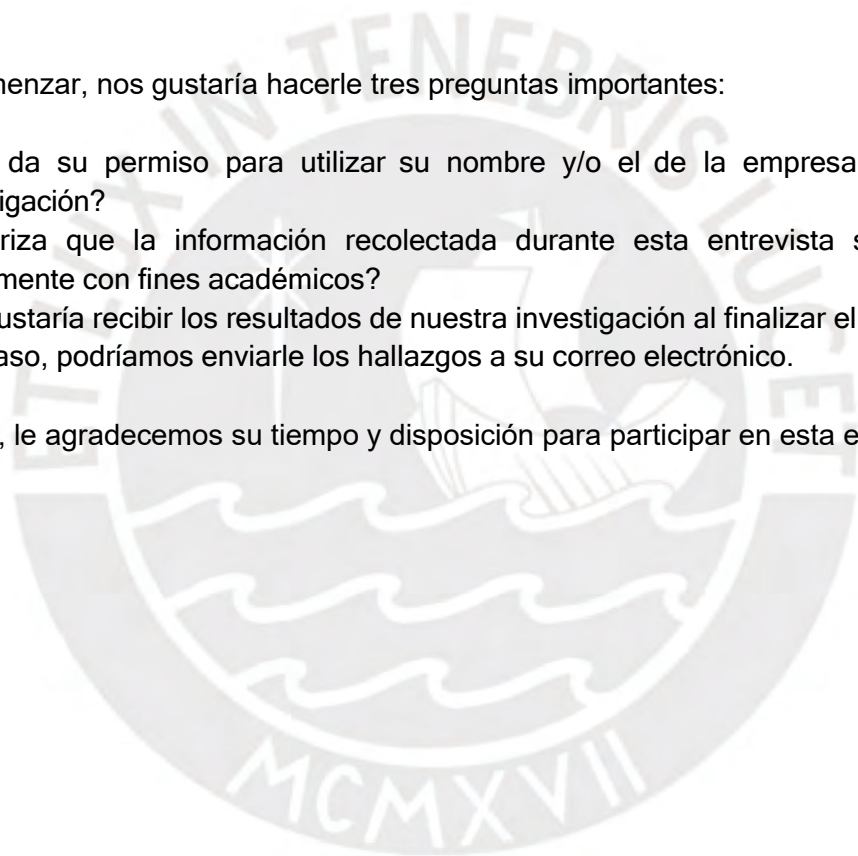 menzar, nos gustaría hacerle tres preguntas importantes:
da su permiso para utilizar su nombre y/o el de la empresa
igación?
riza que la información recolectada durante esta entrevista s
mente con fines académicos?
ustaría recibir los resultados de nuestra investigación al finalizar el
aso, podríamos enviarle los hallazgos a su correo electrónico.
, le agradecemos su tiempo y disposición para participar en esta e
ET LUX IN TENEBRIS LUCET
MCMXVII